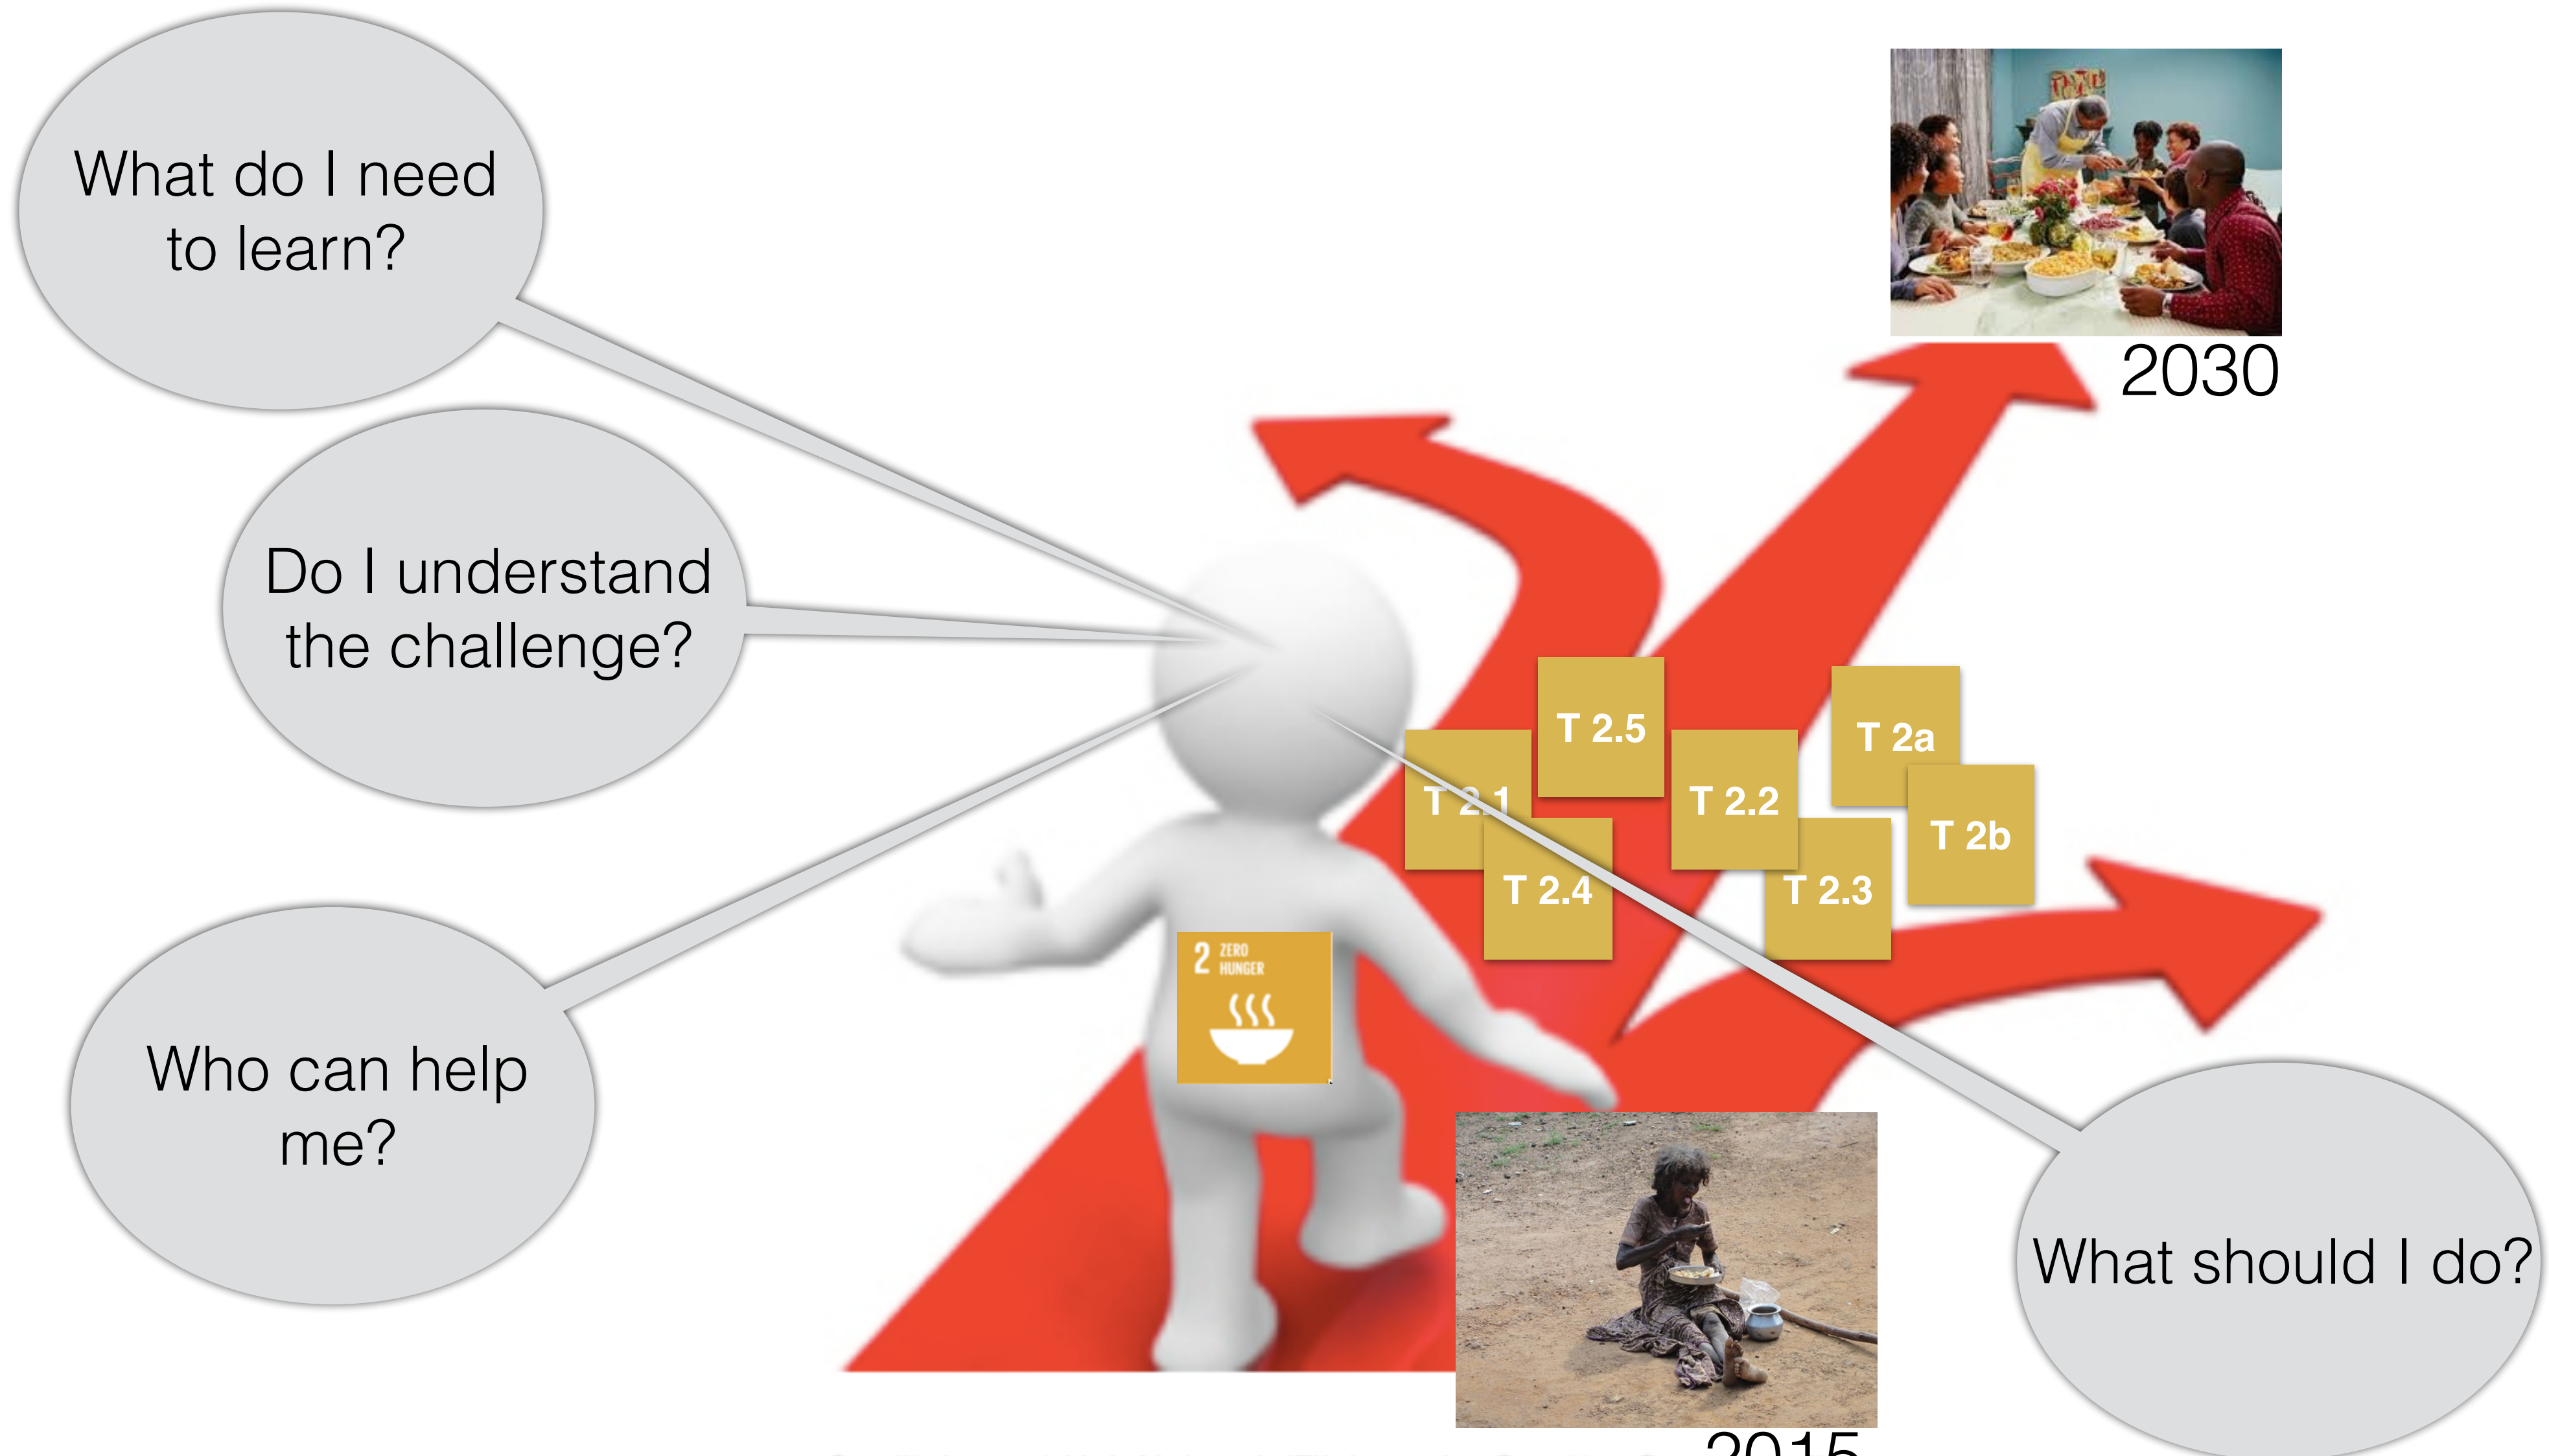 What do I need
to learn?
2030
Do I understand
the challenge?
T 2.5
T 2a
T 2.1
T 2.2
T 2b
T 2.4
T 2.3
2 ZERO
HUNGER
Who can help
me?
What should I do?
2015